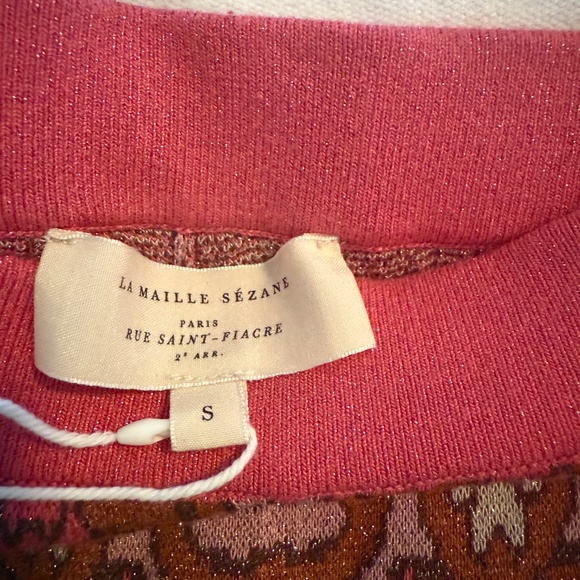 LA MAILLE SÉZANE
PARIS
RUE SAINT-FIACRE
2e ARR.
S